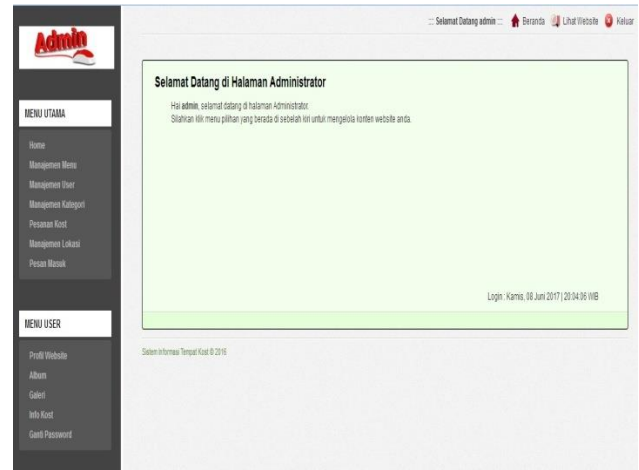 ::: Selamat Datang admin ::: Beranda Lihat Website Keluar
Admin
MENU UTAMA
Home
Manajemen Menu
Manajemen User
Manajemen Kategori
Pesanan Kost
Manajemen Lokasi
Pesan Masuk
MENU USER
Profil Website
Album
Galeri
Info Kost
Ganti Password
Selamat Datang di Halaman Administrator
Hai admin, selamat datang di halaman Administrator.
Silahkan klik menu pilihan yang berada di sebelah kiri untuk mengelola konten website anda.
Login : Kamis, 08 Juni 2017 | 20:04:06 WIB
Sistem Informasi Tempat Kost © 2016